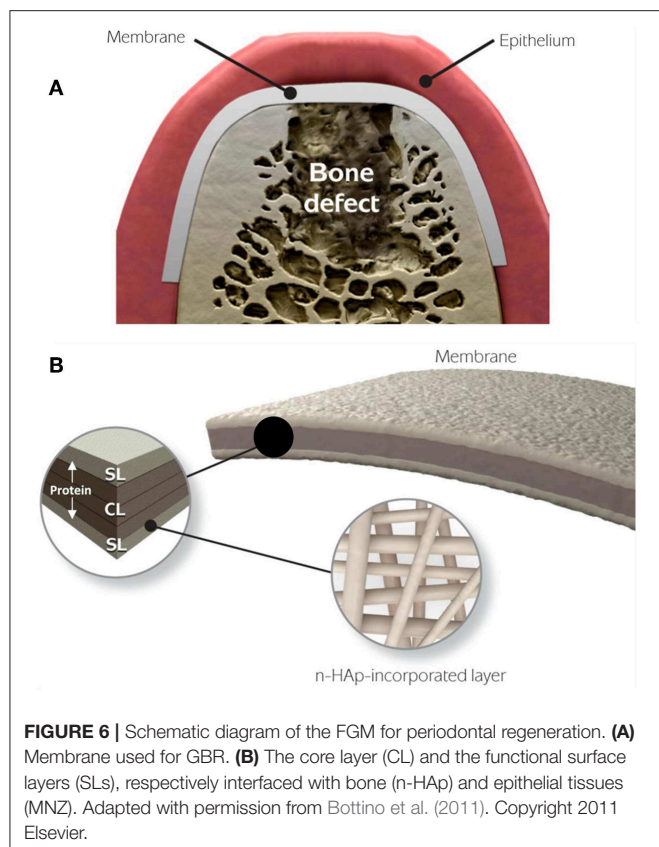 Membrane
Epithelium
A
Bone
defect
B
Membrane
SL
Protein
CL
SL
n-HAp-incorporated layer
FIGURE 6 | Schematic diagram of the FGM for periodontal regeneration. (A)
Membrane used for GBR. (B) The core layer (CL) and the functional surface
layers (SLs), respectively interfaced with bone (n-HAp) and epithelial tissues
(MNZ). Adapted with permission from Bottino et al. (2011). Copyright 2011
Elsevier.